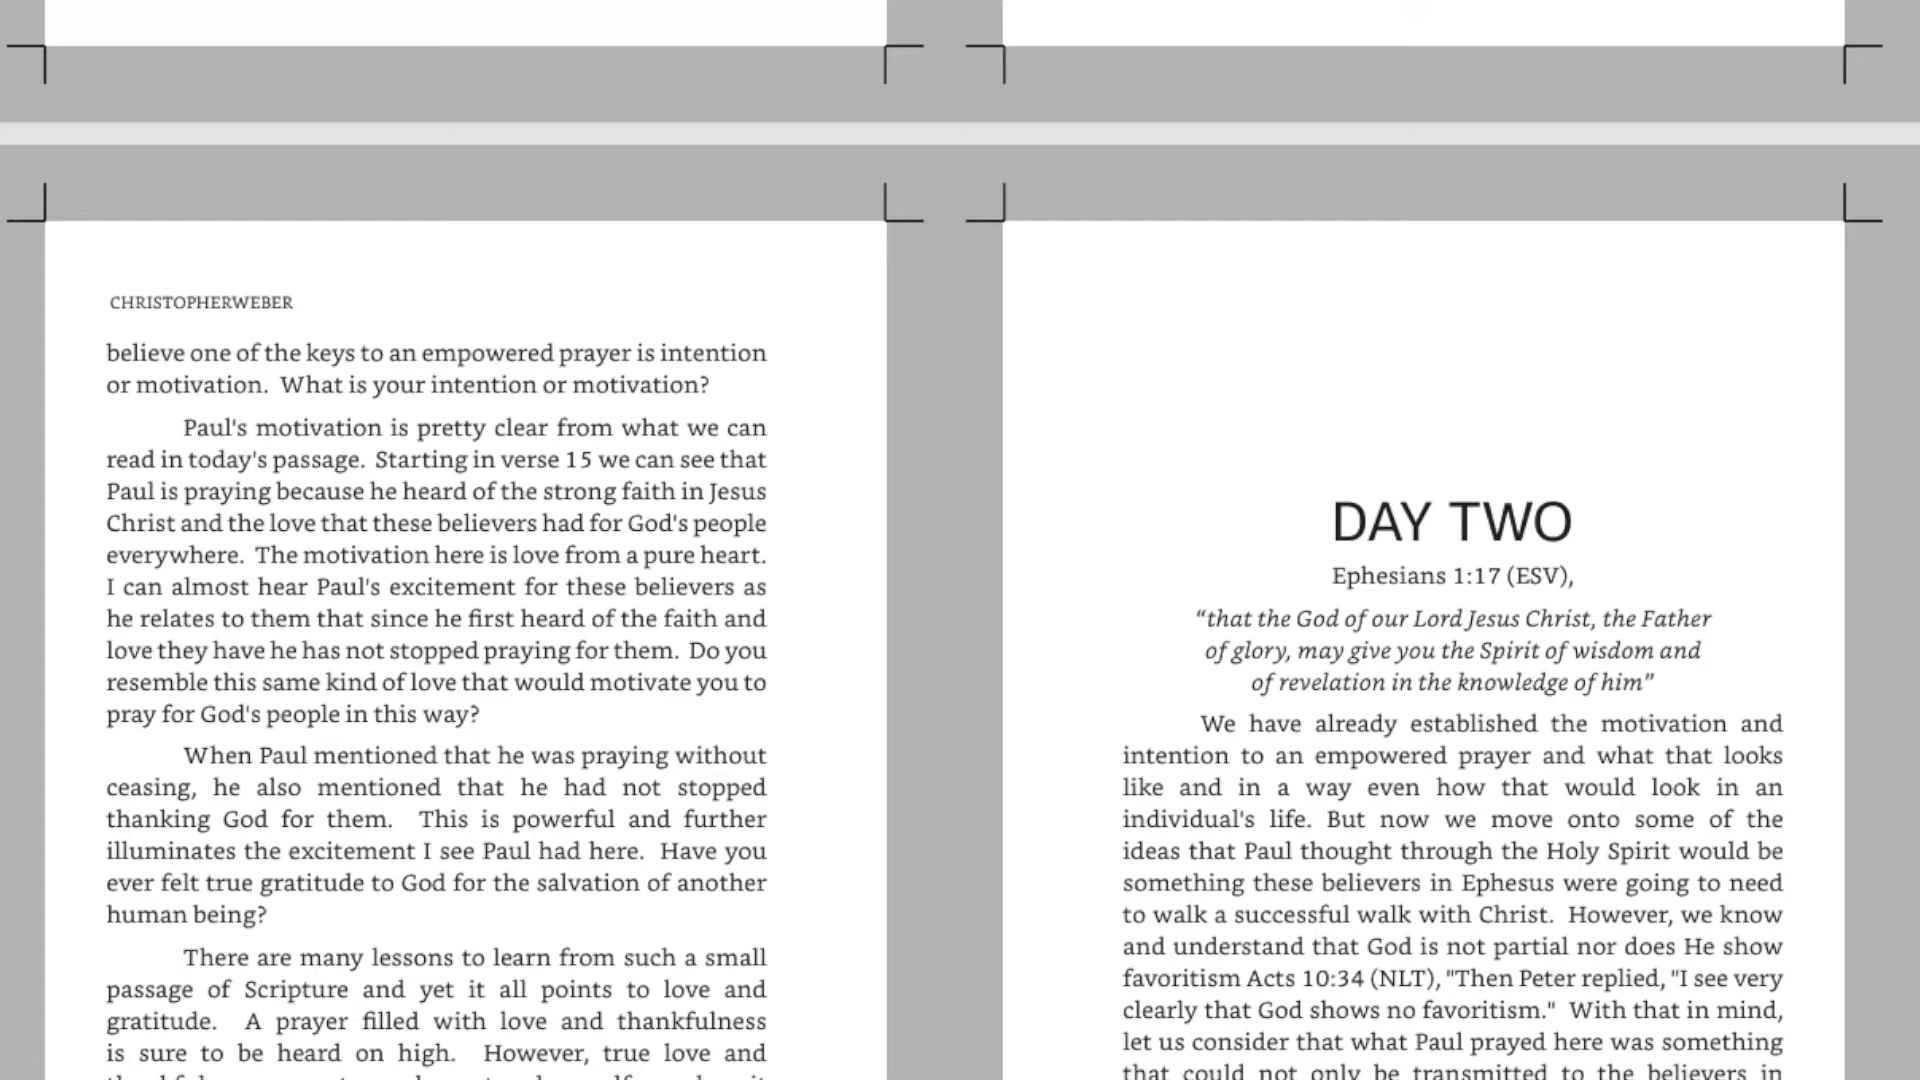 CHRISTOPHERWEBER
believe one of the keys to an empowered prayer is intention
or motivation.  What is your intention or motivation?
Paul's motivation is pretty clear from what we can
read in today's passage.  Starting in verse 15 we can see that
Paul is praying because he heard of the strong faith in Jesus
Christ and the love that these believers had for God's people
everywhere.  The motivation here is love from a pure heart.
I can almost hear Paul's excitement for these believers as
he relates to them that since he first heard of the faith and
love they have he has not stopped praying for them.  Do you
resemble this same kind of love that would motivate you to
pray for God's people in this way?
When Paul mentioned that he was praying without
ceasing, he also mentioned that he had not stopped
thanking God for them.  This is powerful and further
illuminates the excitement I see Paul had here.  Have you
ever felt true gratitude to God for the salvation of another
human being?
There are many lessons to learn from such a small
passage of Scripture and yet it all points to love and
gratitude.  A prayer filled with love and thankfulness
is sure to be heard on high.  However, true love and
DAY TWO
Ephesians 1:17 (ESV),
“that the God of our Lord Jesus Christ, the Father
of glory, may give you the Spirit of wisdom and
of revelation in the knowledge of him”
We have already established the motivation and
intention to an empowered prayer and what that looks
like and in a way even how that would look in an
individual's life. But now we move onto some of the
ideas that Paul thought through the Holy Spirit would be
something these believers in Ephesus were going to need
to walk a successful walk with Christ.  However, we know
and understand that God is not partial nor does He show
favoritism Acts 10:34 (NLT), "Then Peter replied, "I see very
clearly that God shows no favoritism."  With that in mind,
let us consider that what Paul prayed here was something
that could not only be transmitted to the believers in